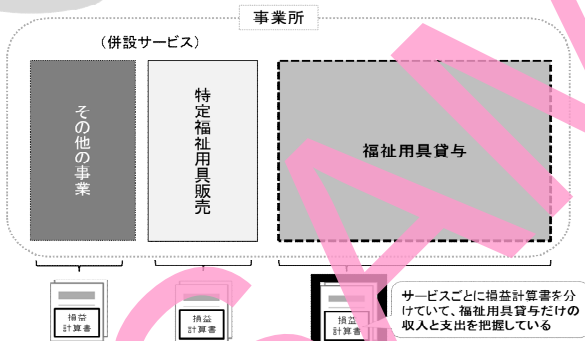 事業所
(併設サービス)
その他の事業
特定福祉用具販売
福祉用具貸与
損益
計算書
損益
計算書
損益
計算書
サービスごとに損益計算書を分
けていて、福祉用具貸与だけの
収入と支出を把握している